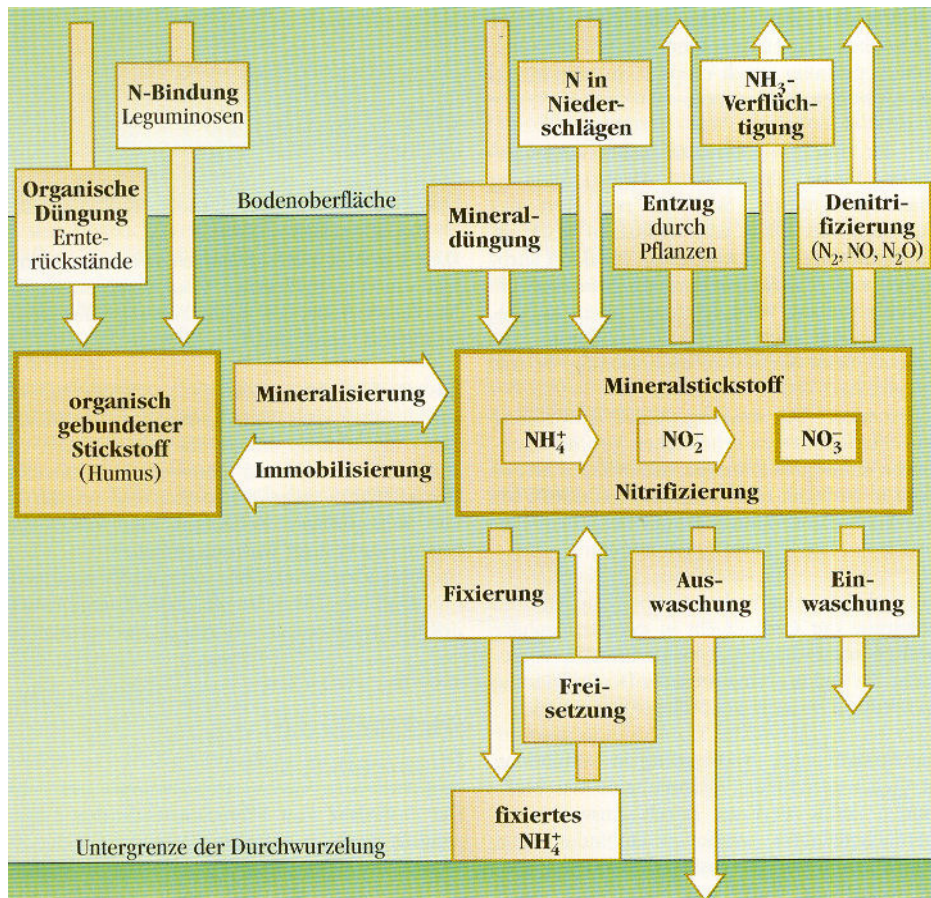 N-Bindung
Leguminosen
Organische
Düngung
Ernte-
rückstände
Bodenoberfläche
N in
Nieder-
schlägen
NH₃-
Verflüch-
tigung
Mineral-
düngung
Entzug
durch
Pflanzen
Denitri-
fizierung
(N₂, NO, N₂O)
organisch
gebundener
Stickstoff
(Humus)
Mineralisierung
Immobilisierung
Mineralstickstoff
NH₄⁺
NO₂⁻
NO₃⁻
Nitrifizierung
Fixierung
Frei-
setzung
Aus-
waschung
Ein-
waschung
fixiertes
NH₄⁺
Untergrenze der Durchwurzelung